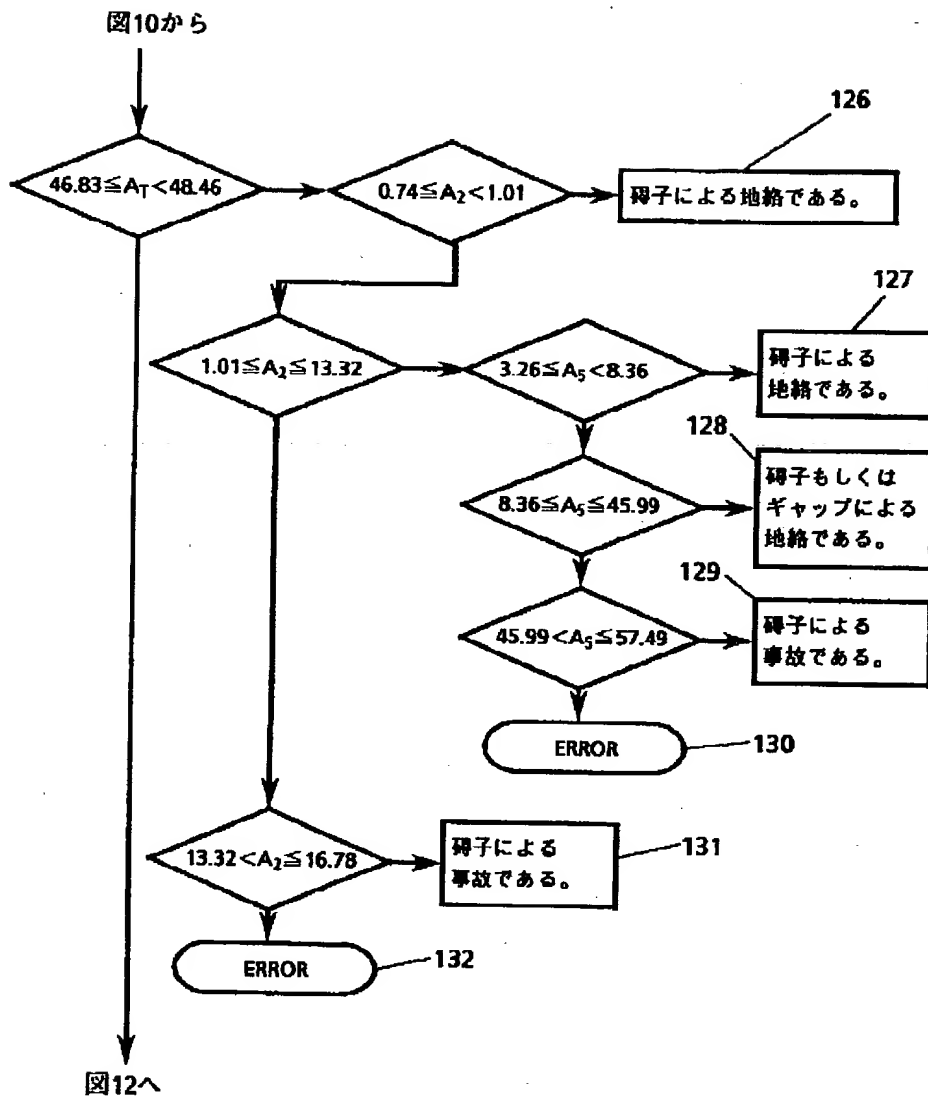 図10から
126
46.83≦A_T<48.46
0.74≦A_2<1.01
碍子による地絡である。
127
1.01≦A_2≦13.32
3.26≦A_5<8.36
碍子による
地絡である。
128
8.36≦A_5≦45.99
碍子もしくは
ギャップによる
地絡である。
129
45.99<A_5≦57.49
碍子による
事故である。
ERROR
130
13.32<A_2≦16.78
碍子による
事故である。
131
ERROR
132
図12へ